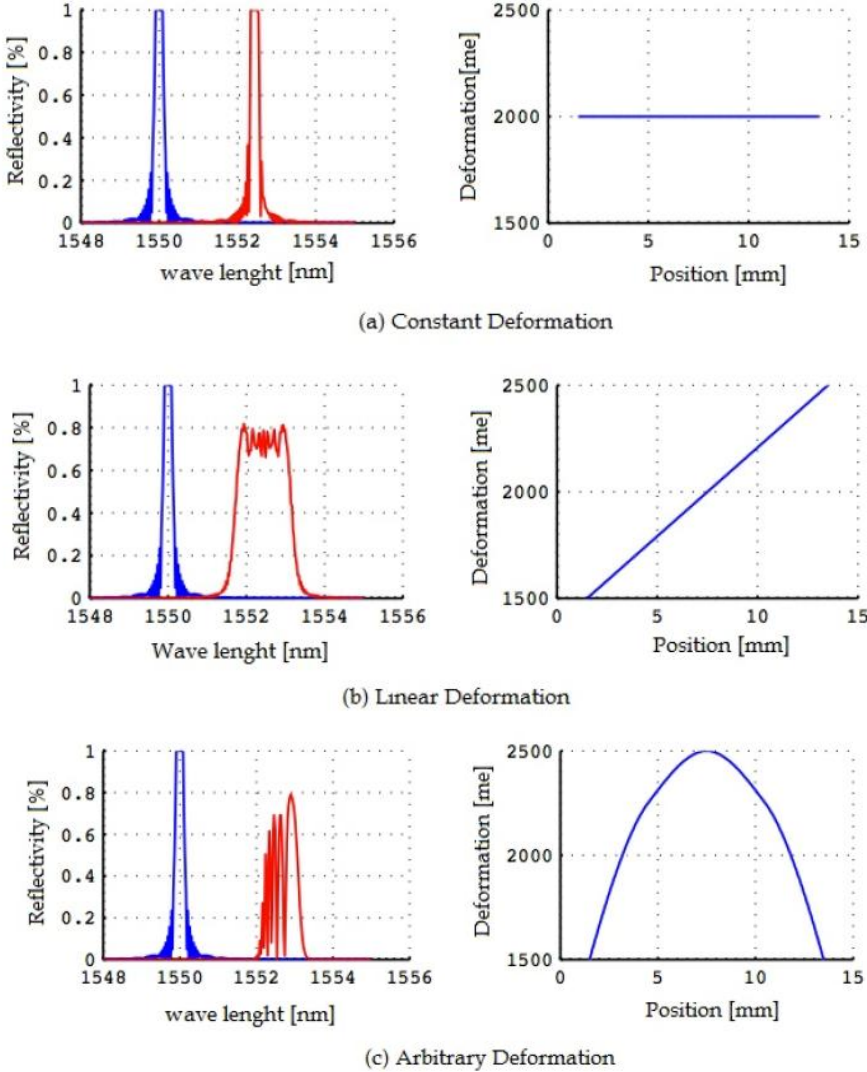 1
0.8
0.6
0.4
0.2
0
Reflectivity [%]
1548 1550 1552 1554 1556
wave lenght [nm]
2500
2000
1500
Deformation[me]
0 5 10 15
Position [mm]
(a) Constant Deformation
1
0.8
0.6
0.4
0.2
0
Reflectivity [%]
1548 1550 1552 1554 1556
Wave lenght [nm]
2500
2000
1500
Deformation [me]
0 5 10 15
Position [mm]
(b) Linear Deformation
1
0.8
0.6
0.4
0.2
0
Reflectivity [%]
1548 1550 1552 1554 1556
wave lenght [nm]
2500
2000
1500
Deformation [me]
0 5 10 15
Position [mm]
(c) Arbitrary Deformation